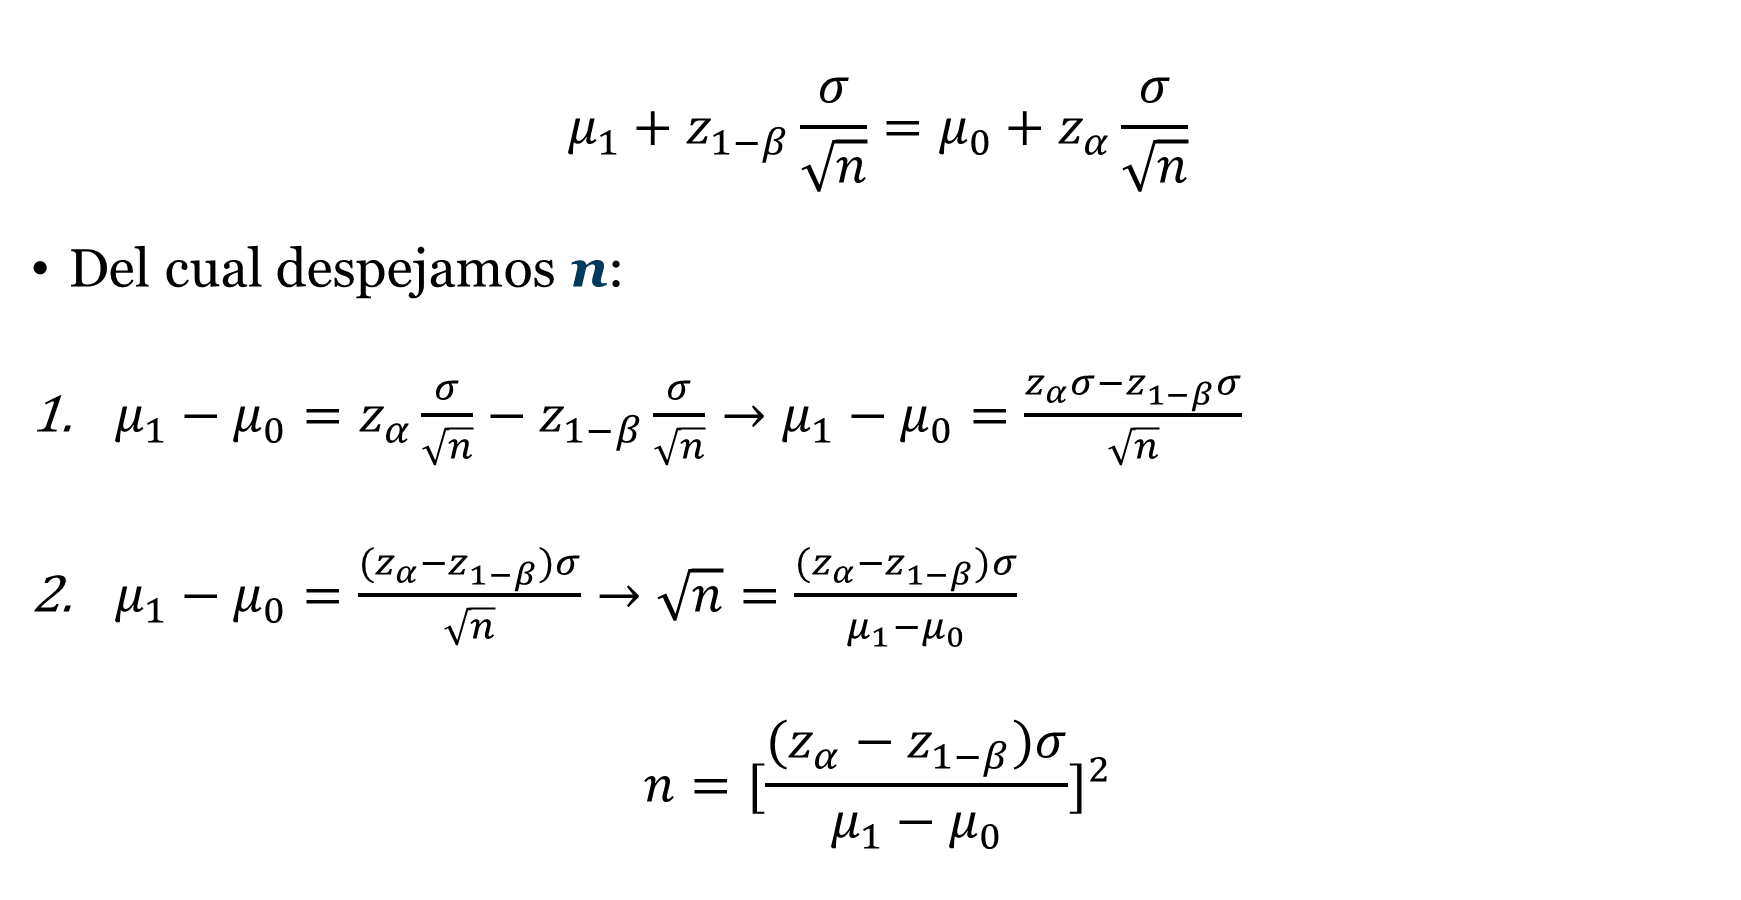 μ₁ + z₁₋β σ/√n = μ₀ + zα σ/√n
• Del cual despejamos n:
1. μ₁ − μ₀ = zα σ/√n − z₁₋β σ/√n → μ₁ − μ₀ = (zασ−z₁₋βσ)/√n
2. μ₁ − μ₀ = (zα−z₁₋β)σ/√n → √n = (zα−z₁₋β)σ/(μ₁−μ₀)
n = [(zα − z₁₋β)σ/(μ₁ − μ₀)]²